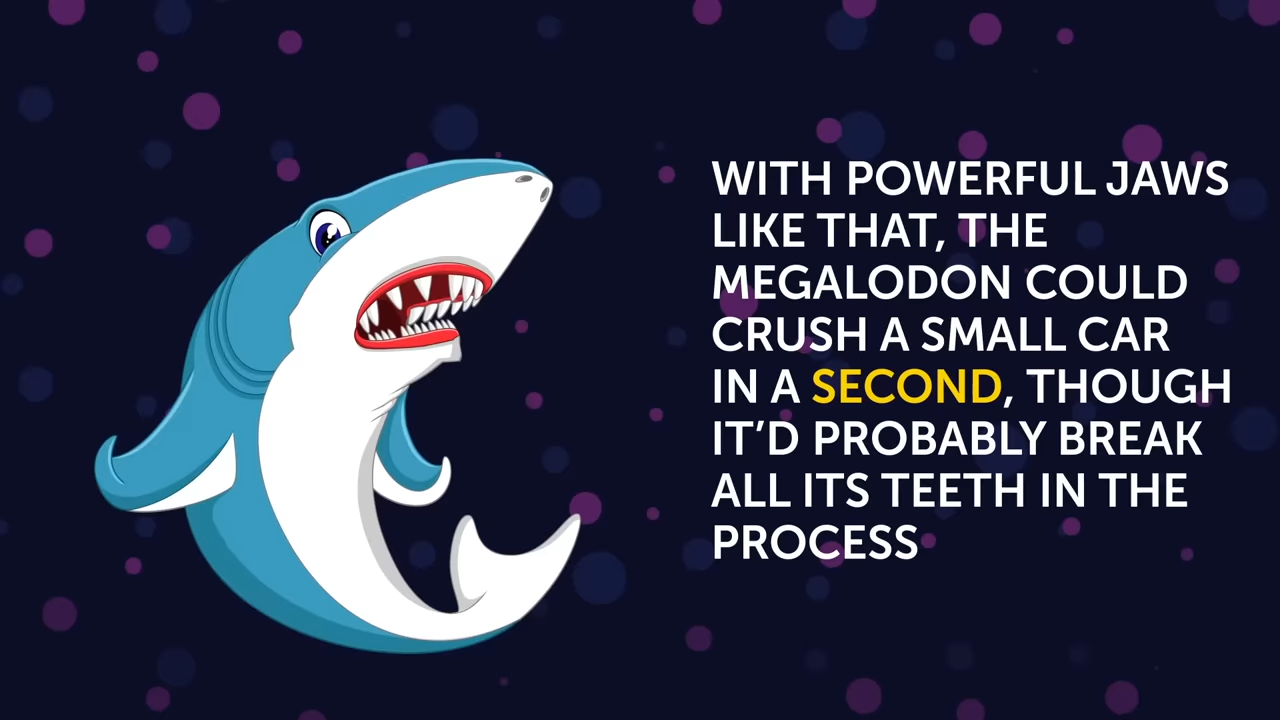 WITH POWERFUL JAWS
LIKE THAT, THE
MEGALODON COULD
CRUSH A SMALL CAR
IN A SECOND, THOUGH
IT’D PROBABLY BREAK
ALL ITS TEETH IN THE
PROCESS